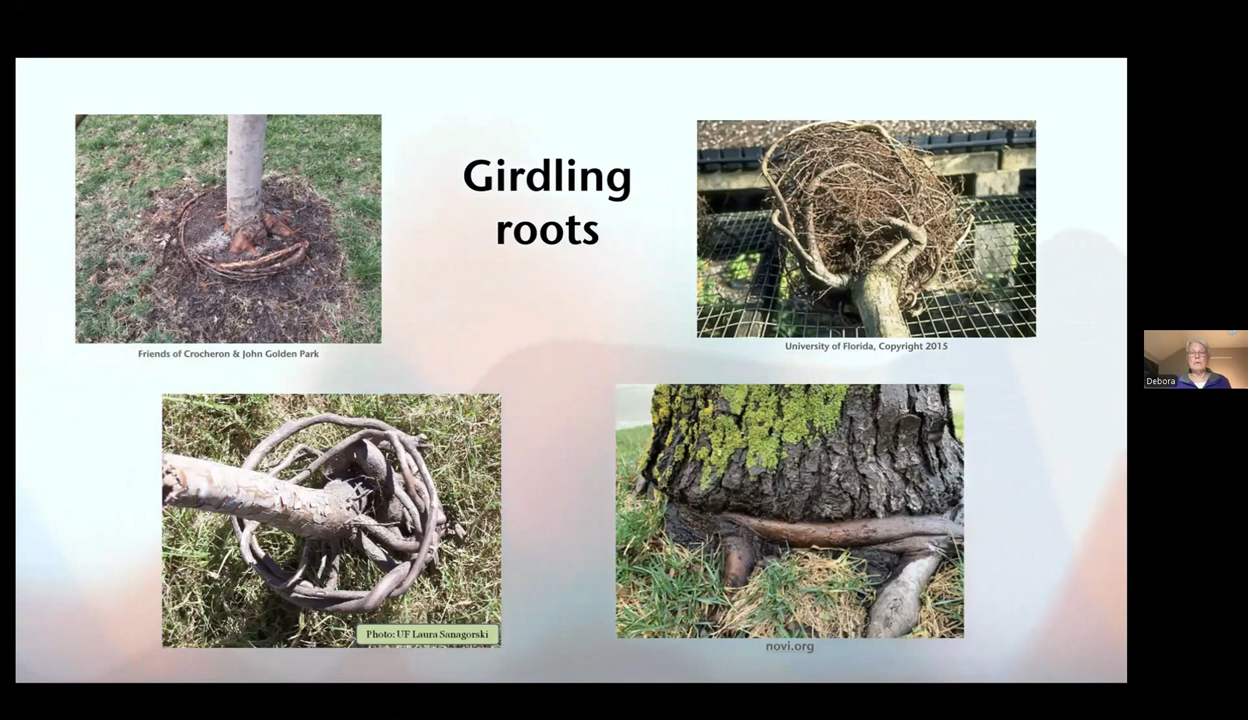 Girdling
roots
Friends of Crocheron & John Golden Park
University of Florida, Copyright 2015
Photo: UF Laura Sanagorski
novi.org
Debora